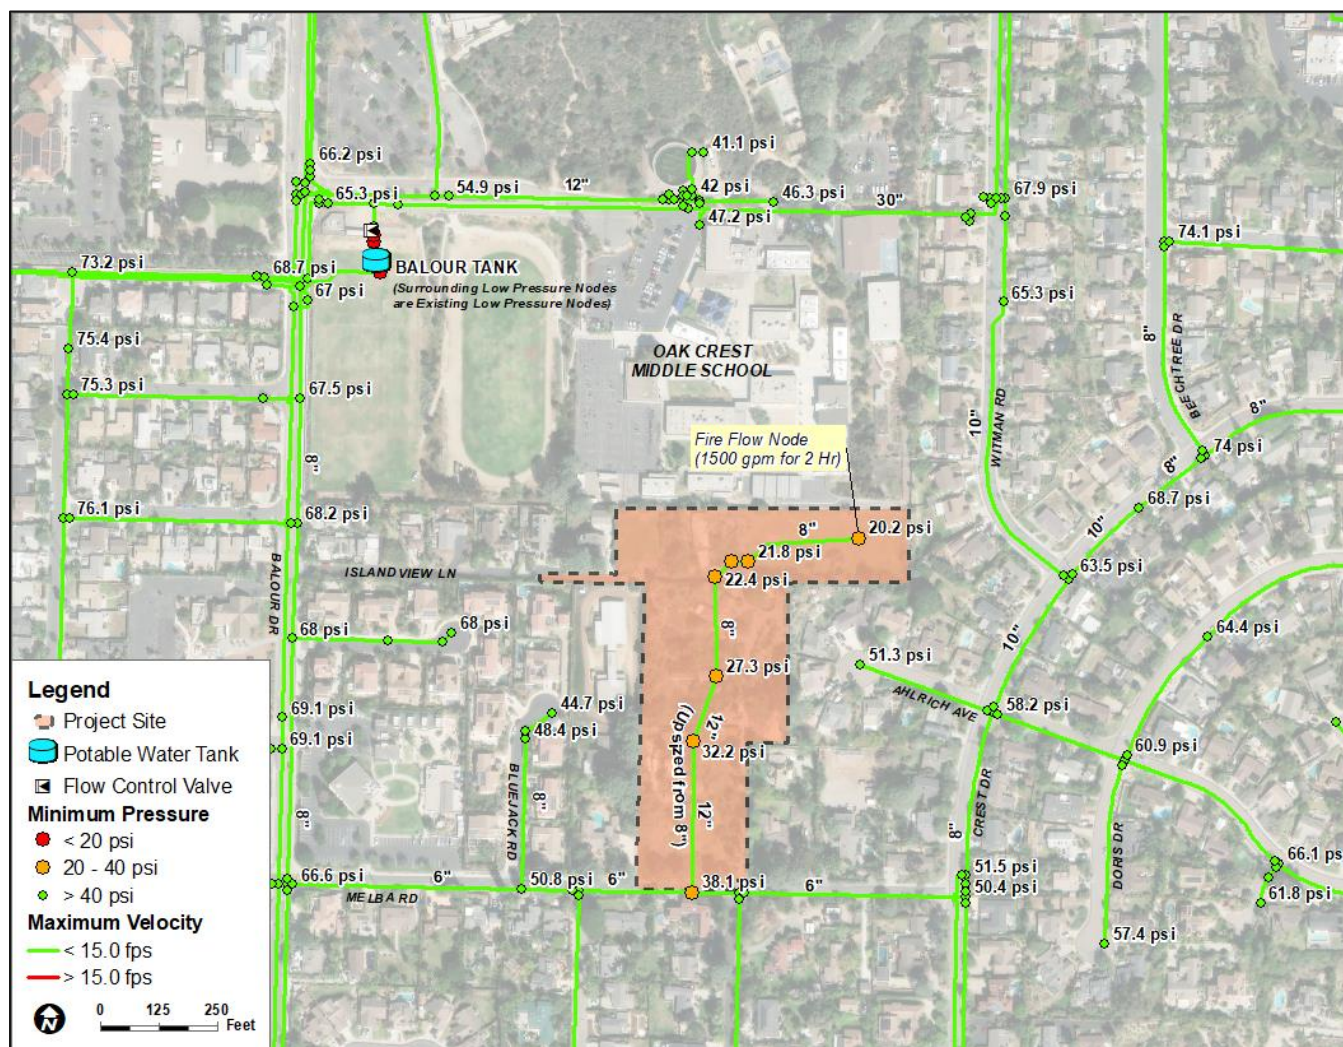 41.1 psi
66.2 psi
65.3 psi
54.9 psi
12"
42 psi
46.3 psi
30"
67.9 psi
47.2 psi
74.1 psi
73.2 psi
68.7 psi
67 psi
BALOUR TANK
(Surrounding Low Pressure Nodes
are Existing Low Pressure Nodes)
65.3 psi
8"
BEECHTREE DR
75.4 psi
75.3 psi
67.5 psi
OAK CREST
MIDDLE SCHOOL
10"
WITMAN RD
8"
Fire Flow Node
(1500 gpm for 2 Hr)
74 psi
8"
8"
68.7 psi
76.1 psi
68.2 psi
8"
20.2 psi
10"
21.8 psi
22.4 psi
63.5 psi
BALOUR DR
ISLANDVIEW LN
68 psi
68 psi
8"
10"
64.4 psi
51.3 psi
27.3 psi
AHLRICH AVE
58.2 psi
44.7 psi
48.4 psi
12"
(Upsized from 8")
32.2 psi
60.9 psi
69.1 psi
69.1 psi
BLUEJACK RD
8"
12"
8"
CREST DR
8"
DORIS DR
66.6 psi
6"
MELBA RD
50.8 psi
6"
38.1 psi
6"
51.5 psi
50.4 psi
66.1 psi
61.8 psi
57.4 psi
Legend
Project Site
Potable Water Tank
Flow Control Valve
Minimum Pressure
< 20 psi
20 - 40 psi
> 40 psi
Maximum Velocity
< 15.0 fps
> 15.0 fps
N
0 125 250
Feet